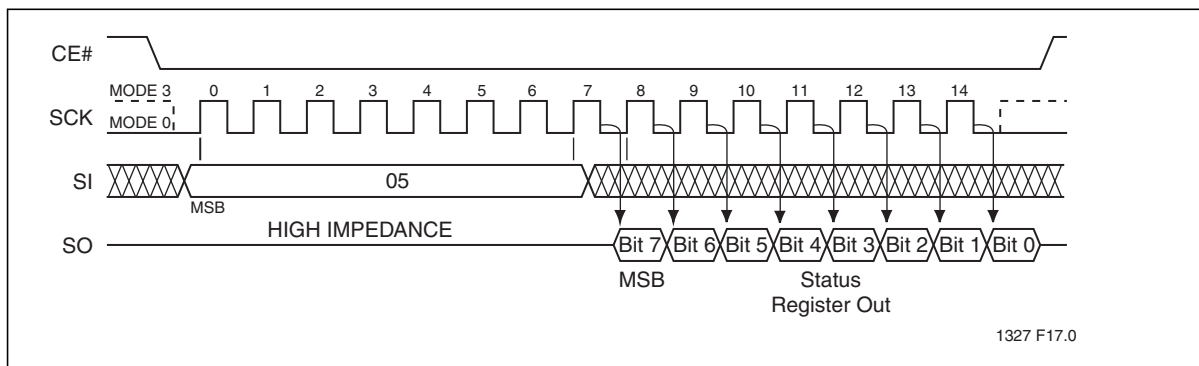 CE#
MODE 3 0 1 2 3 4 5 6 7 8 9 10 11 12 13 14
SCK MODE 0
SI 05
MSB
HIGH IMPEDANCE
SO Bit 7 Bit 6 Bit 5 Bit 4 Bit 3 Bit 2 Bit 1 Bit 0
MSB Status
Register Out
1327 F17.0